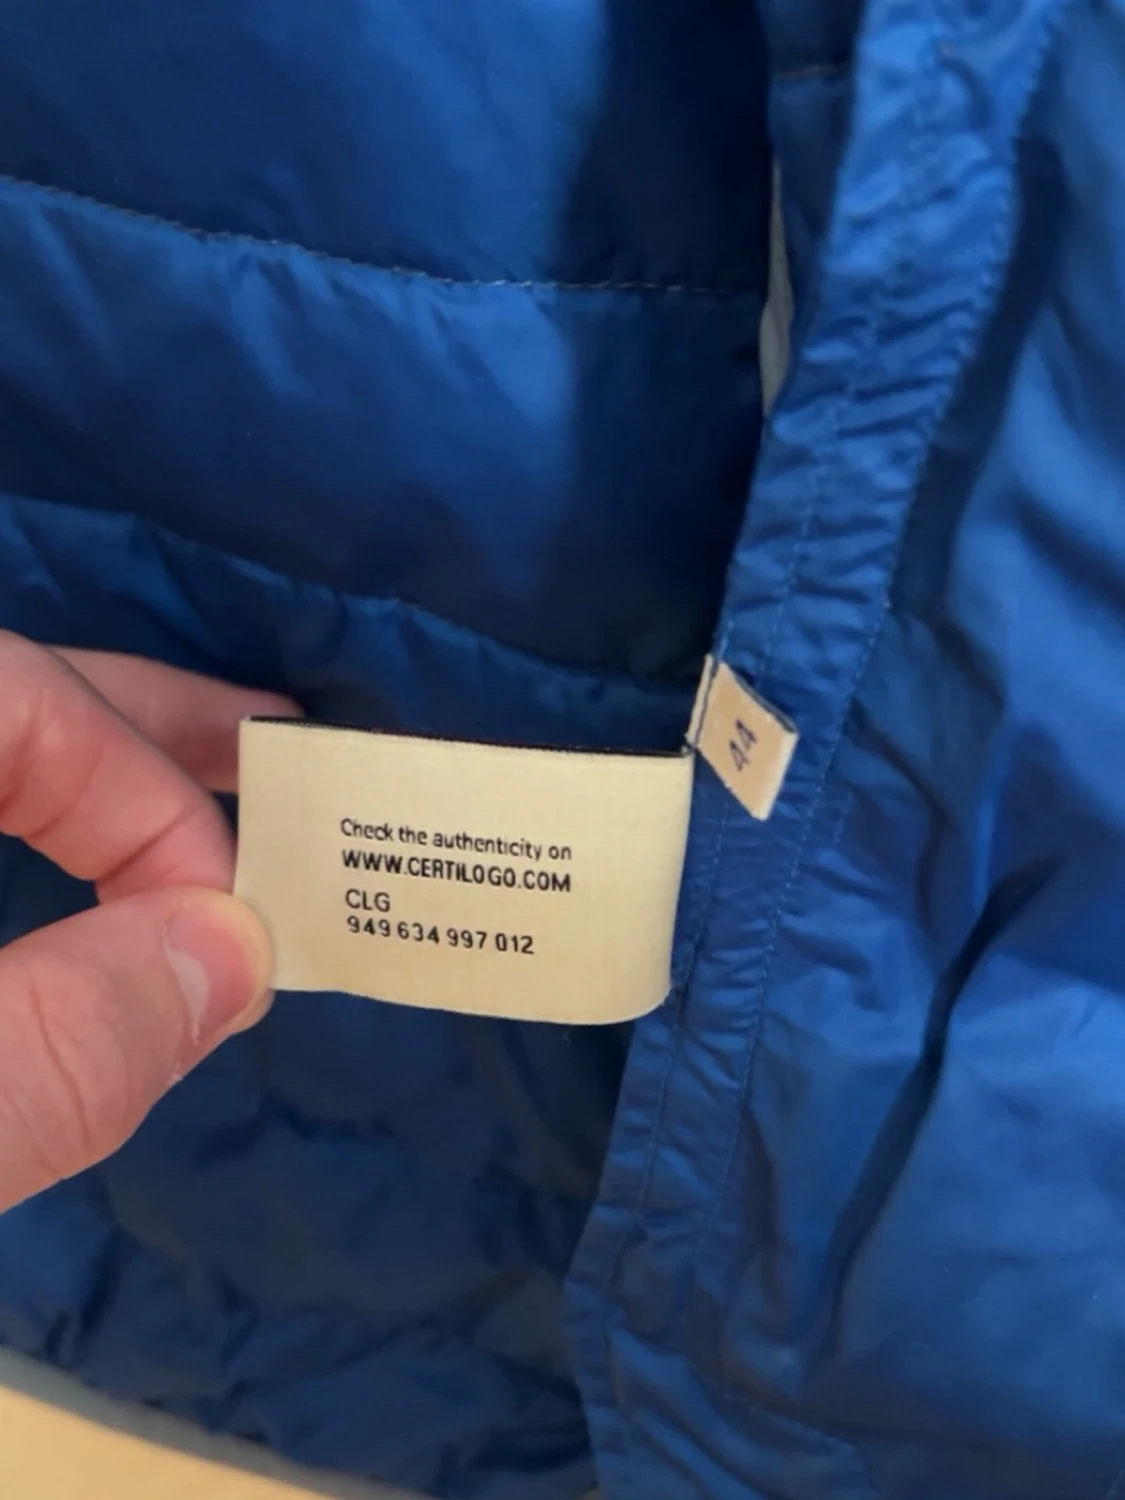 Check the authenticity on
WWW.CERTILOGO.COM
CLG
949 634 997 012
44